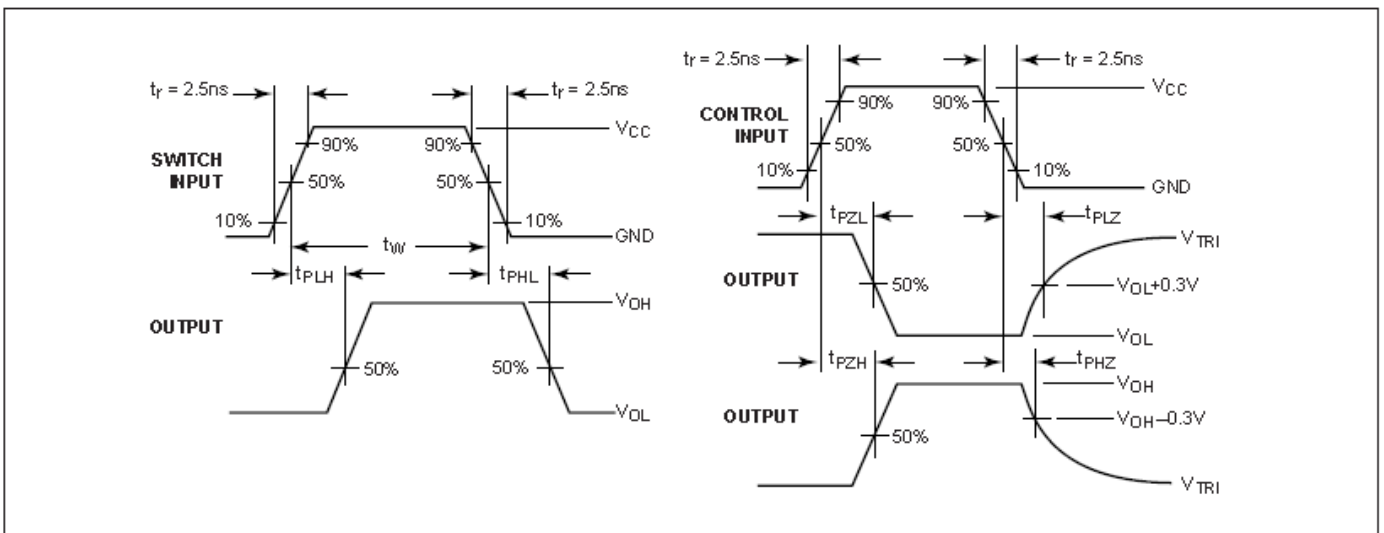 tr = 2.5ns
tf = 2.5ns
VCC
90%
90%
SWITCH
INPUT
50%
50%
10%
10%
GND
tW
tPLH
tPHL
VOH
OUTPUT
50%
50%
VOL
tr = 2.5ns
tf = 2.5ns
VCC
90%
90%
CONTROL
INPUT
50%
50%
10%
10%
GND
tPZL
tPLZ
VTRI
OUTPUT
50%
VOL+0.3V
VOL
tPZH
tPHZ
VOH
VOH–0.3V
OUTPUT
50%
VTRI